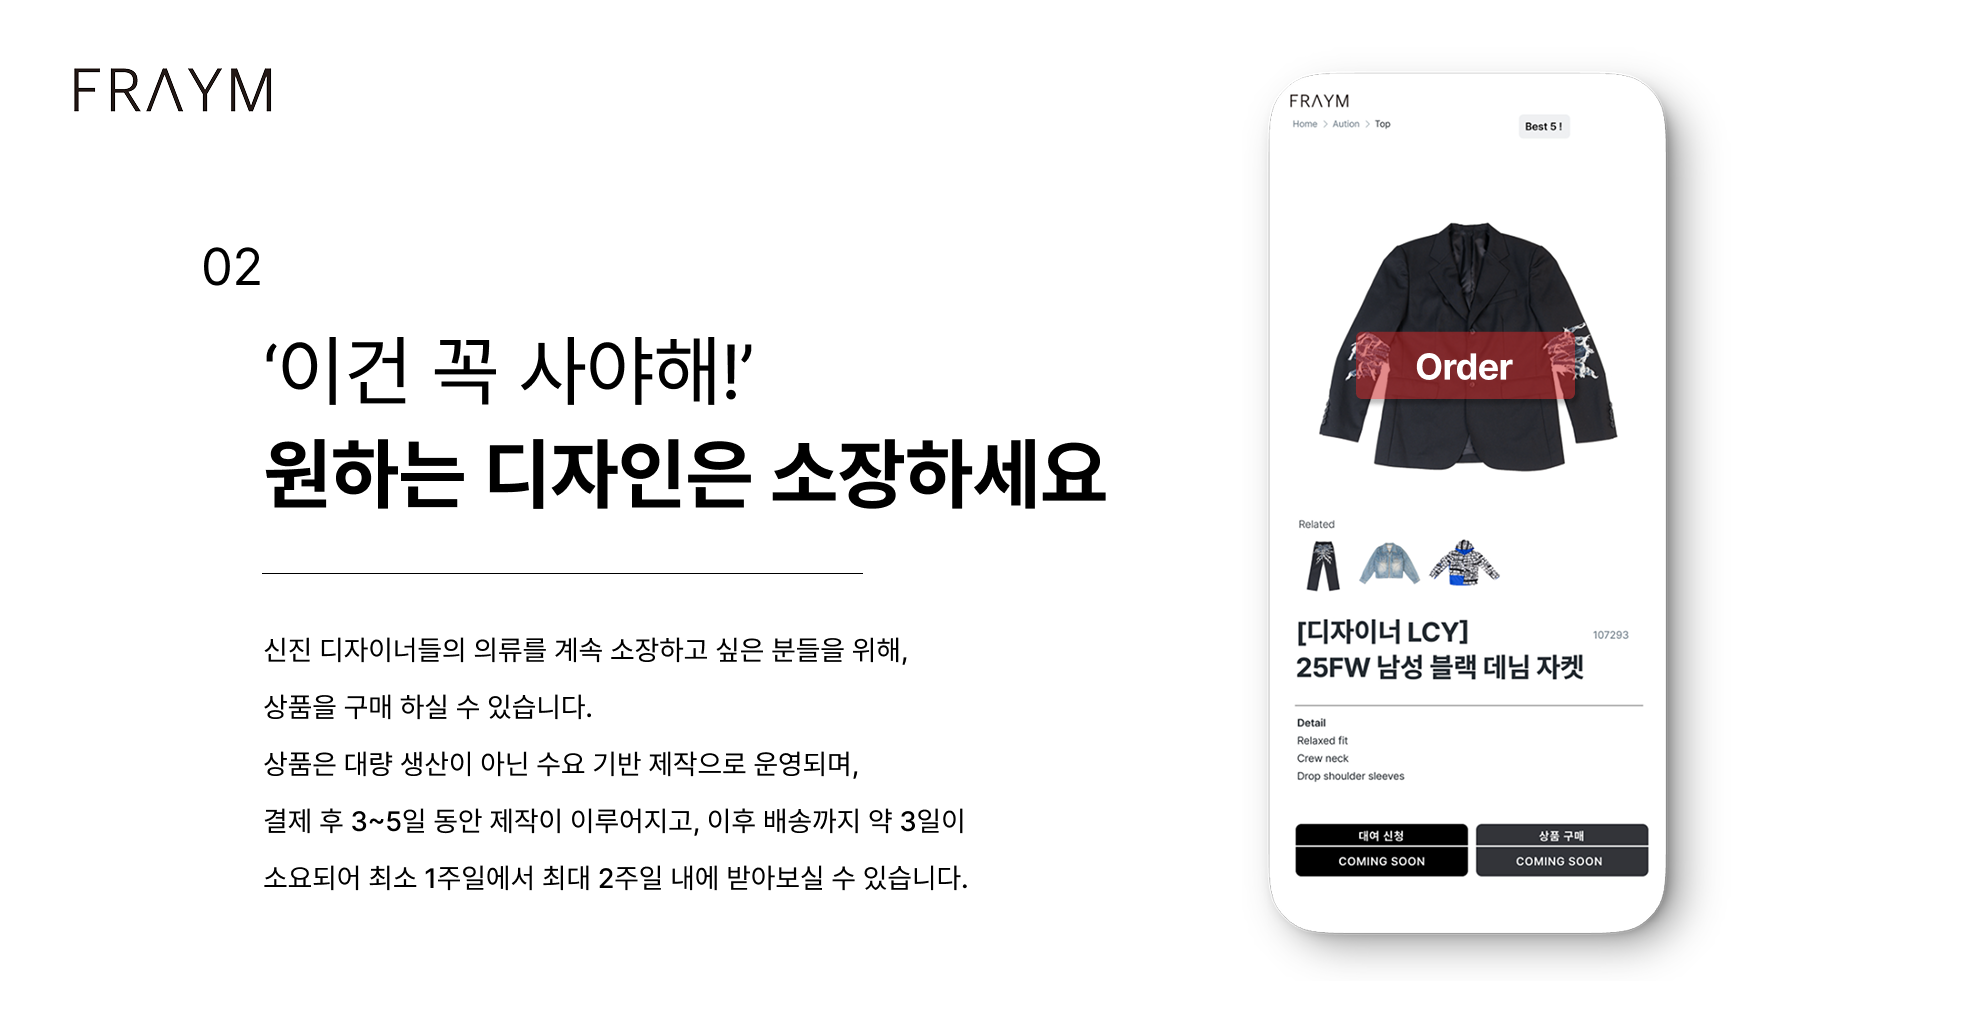 FRAYM
02
‘이건 꼭 사야해!’
원하는 디자인은 소장하세요
신진 디자이너들의 의류를 계속 소장하고 싶은 분들을 위해,
상품을 구매 하실 수 있습니다.
상품은 대량 생산이 아닌 수요 기반 제작으로 운영되며,
결제 후 3~5일 동안 제작이 이루어지고, 이후 배송까지 약 3일이
소요되어 최소 1주일에서 최대 2주일 내에 받아보실 수 있습니다.
FRAYM
Home > Aution > Top
Best 5 !
Order
Related
[디자이너 LCY]
107293
25FW 남성 블랙 데님 자켓
Detail
Relaxed fit
Crew neck
Drop shoulder sleeves
대여 신청
COMING SOON
상품 구매
COMING SOON